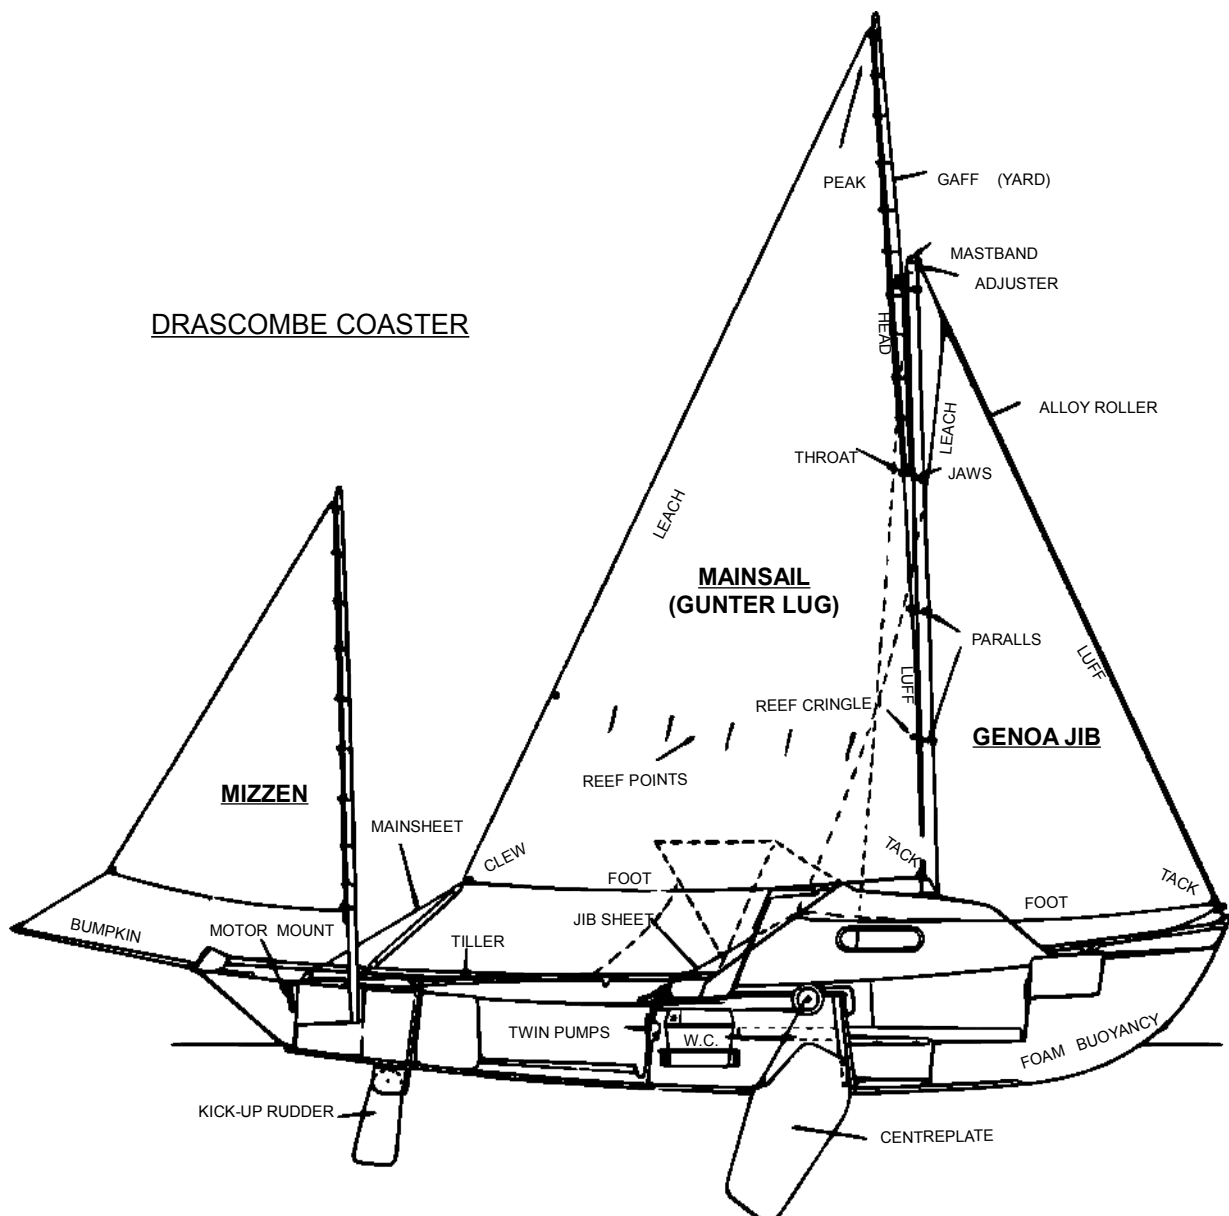 PEAK
GAFF (YARD)
MASTBAND
ADJUSTER
DRASCOMBE COASTER
HEAD
ALLOY ROLLER
LEACH
THROAT
JAWS
LEACH
MAINSAIL
(GUNTER LUG)
PARALLS
LUFF
LUFF
REEF CRINGLE
GENOA JIB
REEF POINTS
MIZZEN
MAINSHEET
CLEW
TACK
FOOT
TACK
FOOT
BUMPKIN
MOTOR MOUNT
JIB SHEET
TILLER
TWIN PUMPS
W.C.
FOAM BUOYANCY
KICK-UP RUDDER
CENTREPLATE